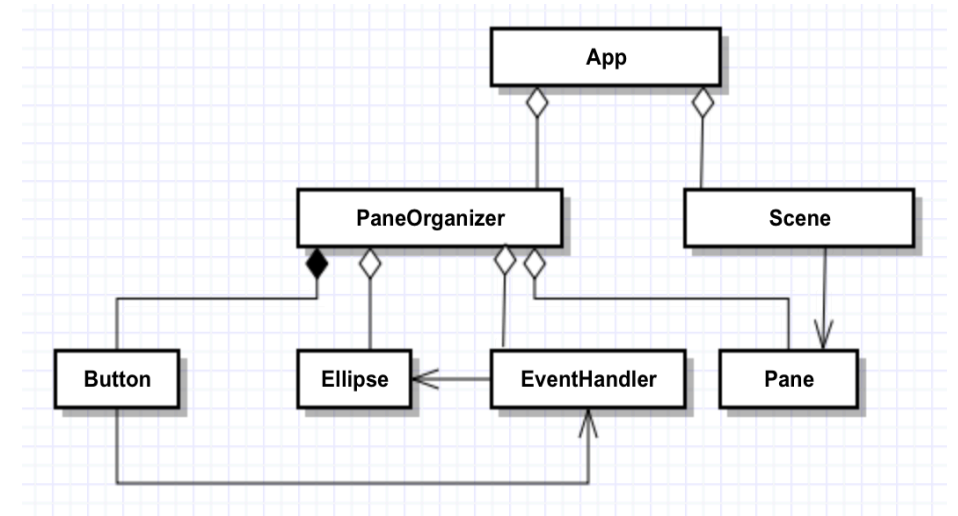 App
PaneOrganizer
Scene
Button
Ellipse
EventHandler
Pane